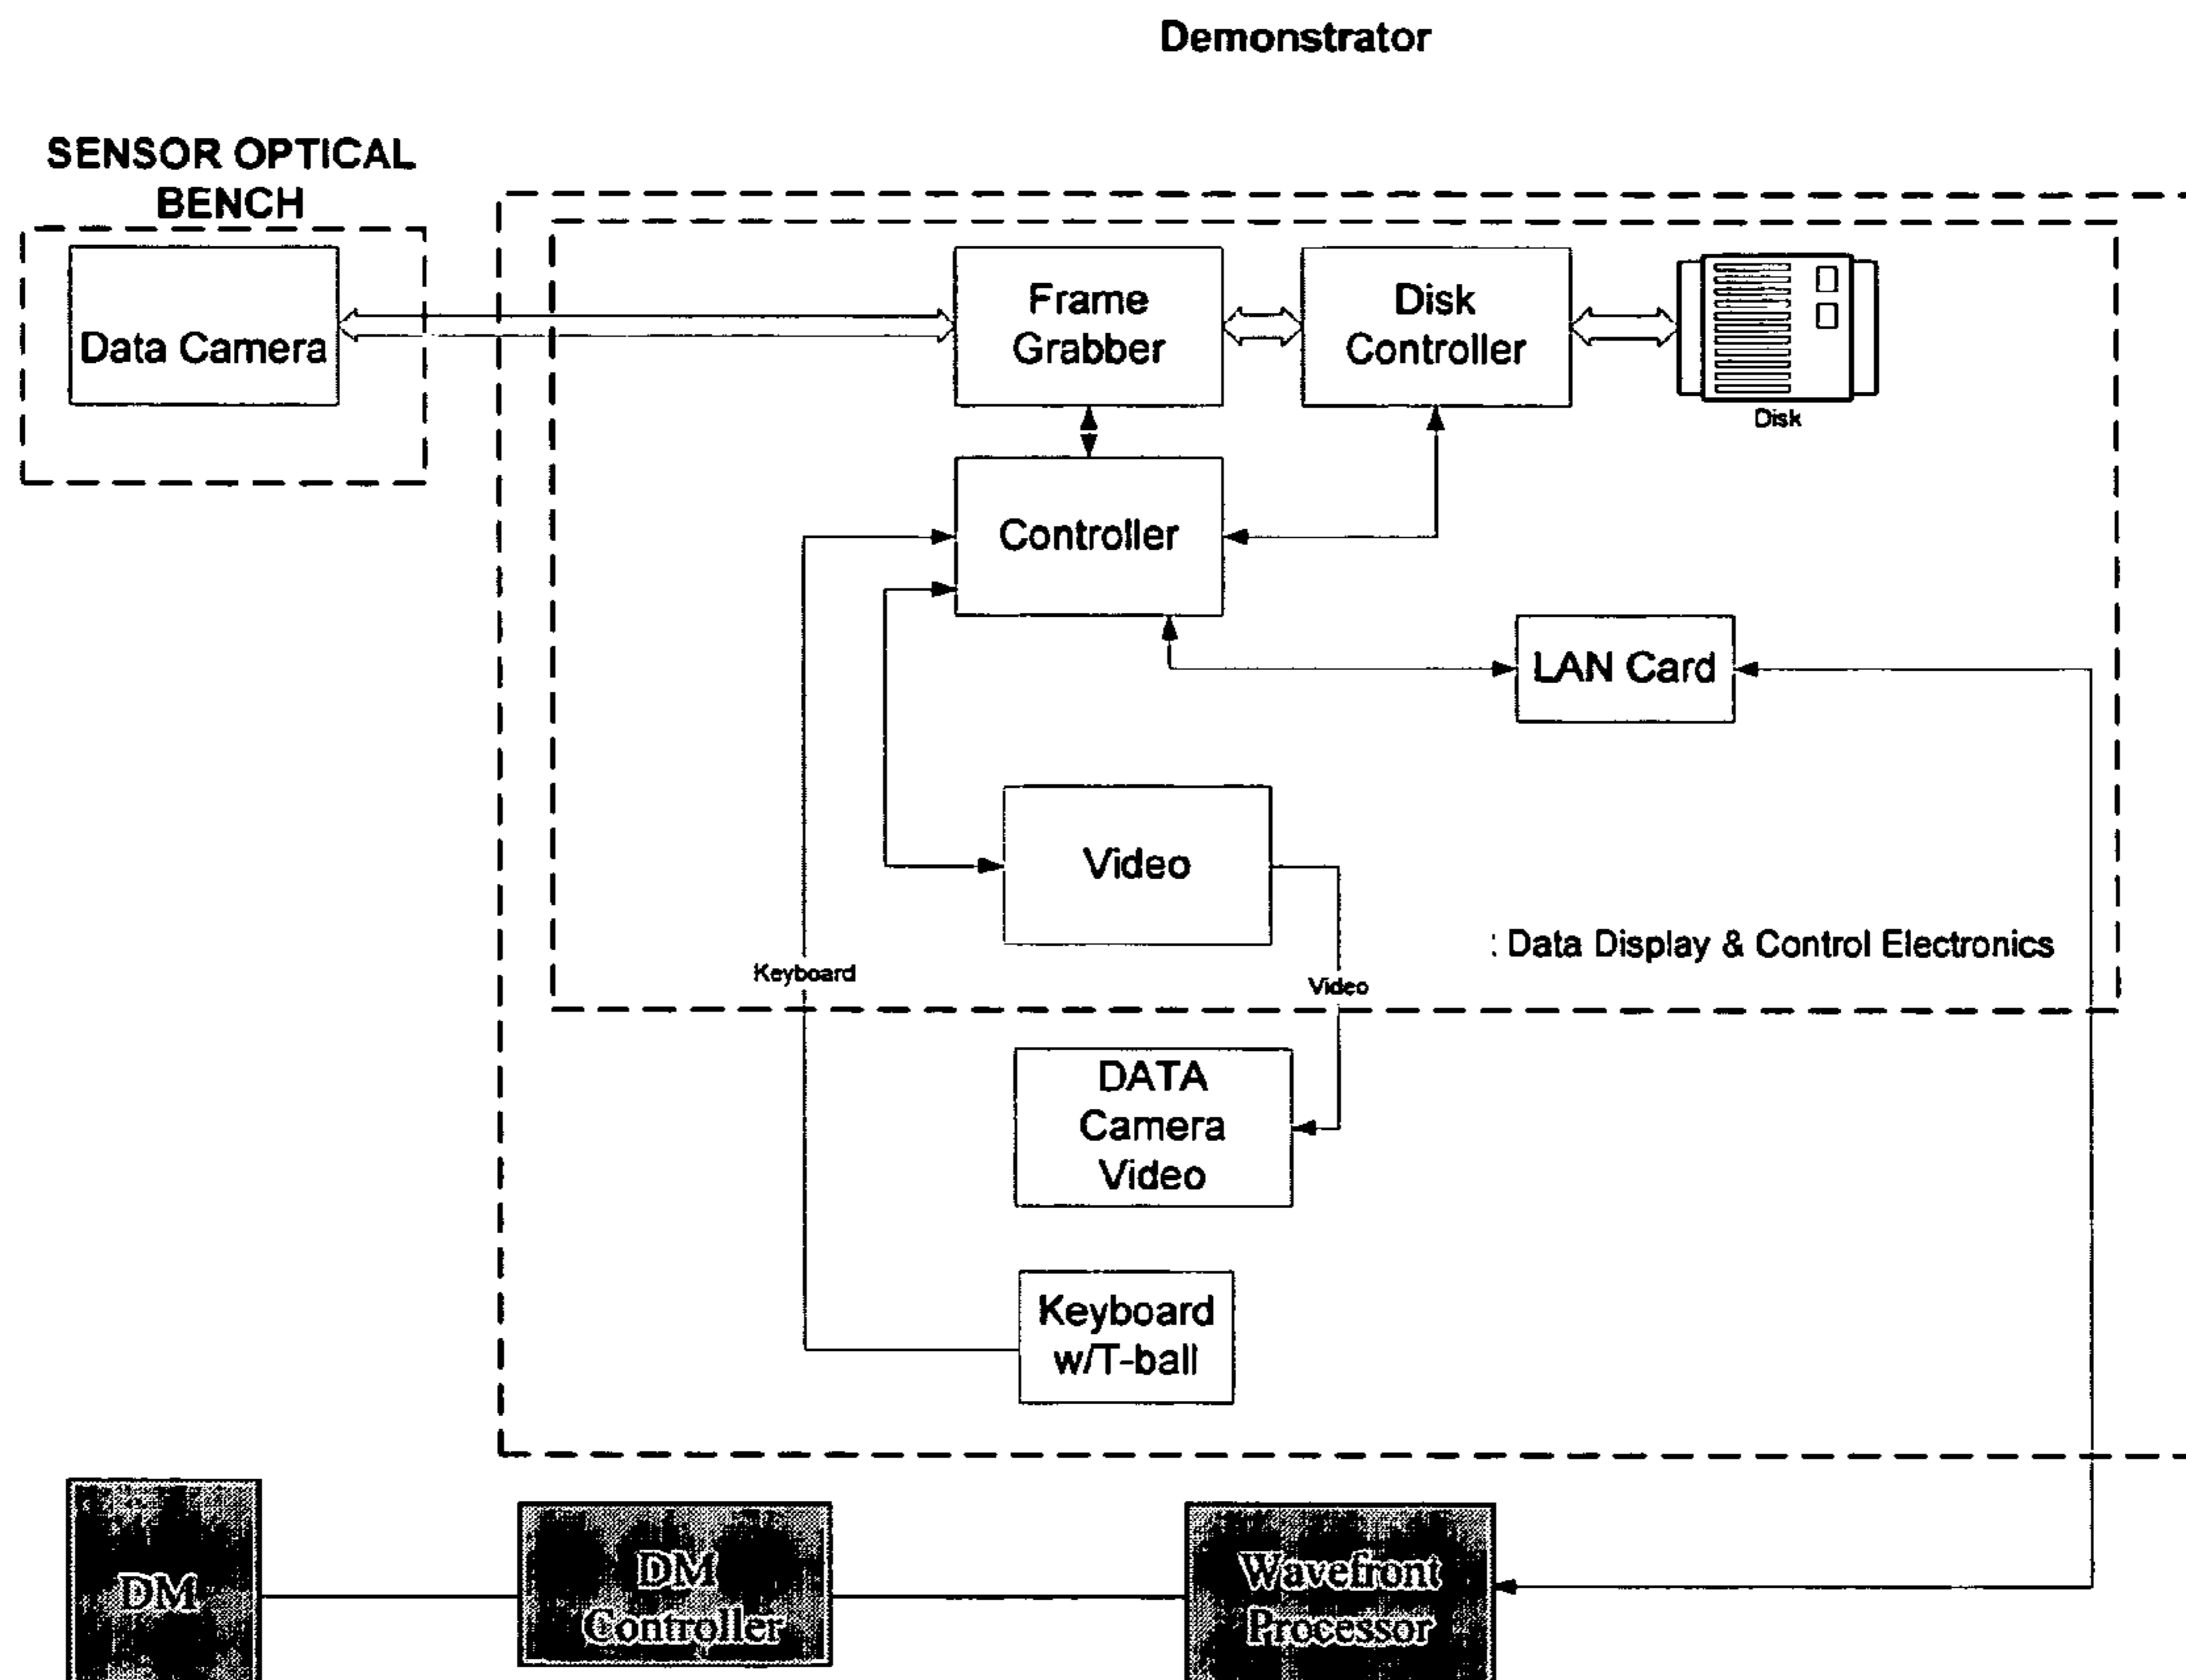 Demonstrator
SENSOR OPTICAL
BENCH
Data Camera
Frame
Grabber
Disk
Controller
Disk
Controller
LAN Card
Video
: Data Display & Control Electronics
Keyboard
Video
DATA
Camera
Video
Keyboard
w/T-ball
DM
DM
Controller
Wavefront
Processor